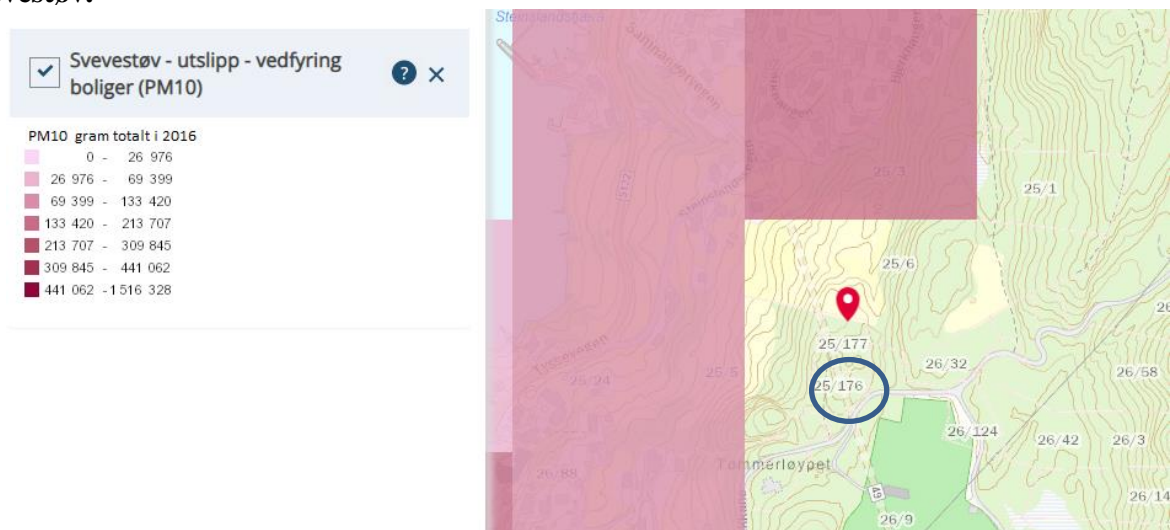 Svevestøv - utslipp - vedfyring
boliger (PM10)
?
PM10 gram totalt i 2016
0 - 26 976
26 976 - 69 399
69 399 - 133 420
133 420 - 213 707
213 707 - 309 845
309 845 - 441 062
441 062 -1 516 328
25/3
25/1
25/6
25/177
26/32
25/176
25/5
25/24
26/58
26/124
26/42
26/3
Tømmerløypet
26/88
49
26/14
26/9